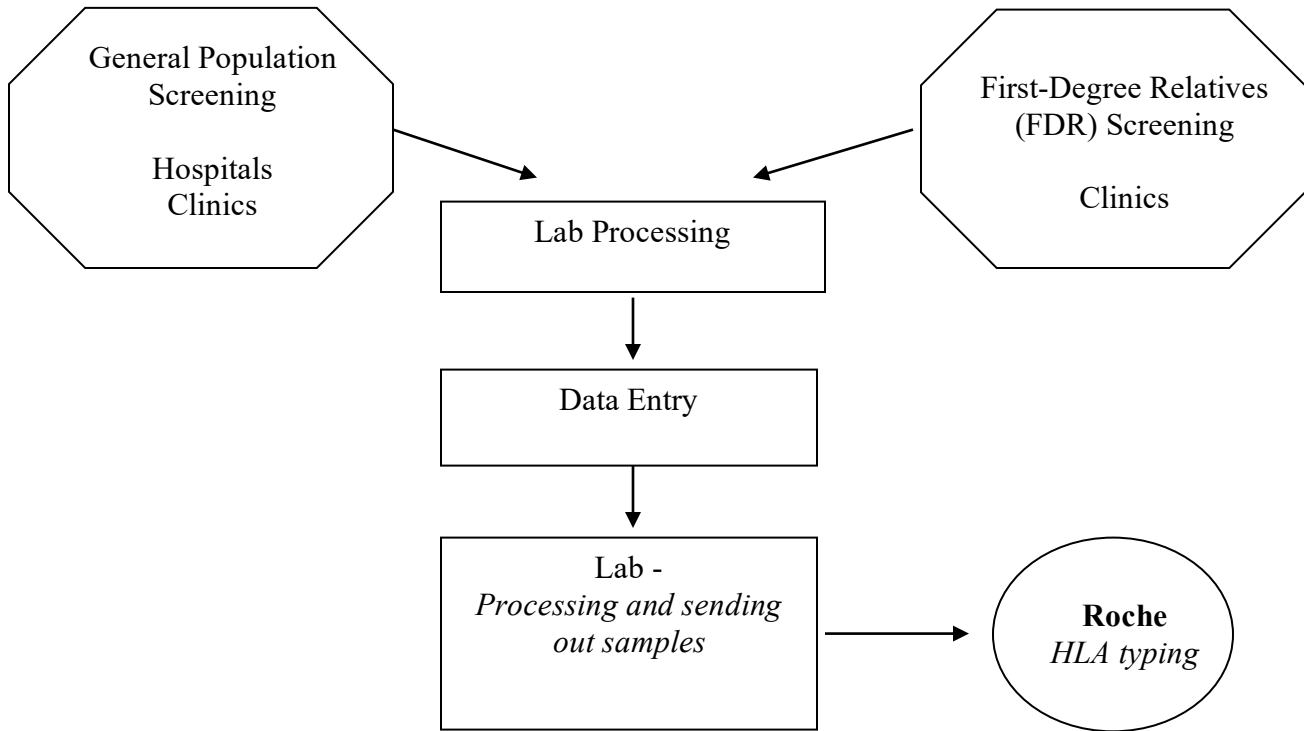 General Population
Screening
Hospitals
Clinics
First-Degree Relatives
(FDR) Screening
Clinics
Lab Processing
Data Entry
Lab -
Processing and sending
out samples
Roche
HLA typing